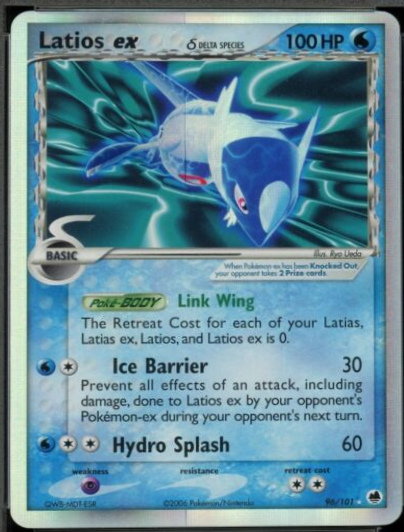 Latios ex δ DELTA SPECIES 100 HP
BASIC
Illus. Ryo Ueda
When Pokémon-ex has been Knocked Out,
your opponent takes 2 Prize cards.
Poké-BODY Link Wing
The Retreat Cost for each of your Latias,
Latias ex, Latios, and Latios ex is 0.
Ice Barrier 30
Prevent all effects of an attack, including
damage, done to Latios ex by your opponent's
Pokémon-ex during your opponent's next turn.
Hydro Splash 60
weakness resistance retreat cost
GWB-MDT-ESR ©2006 Pokémon/Nintendo 96/101